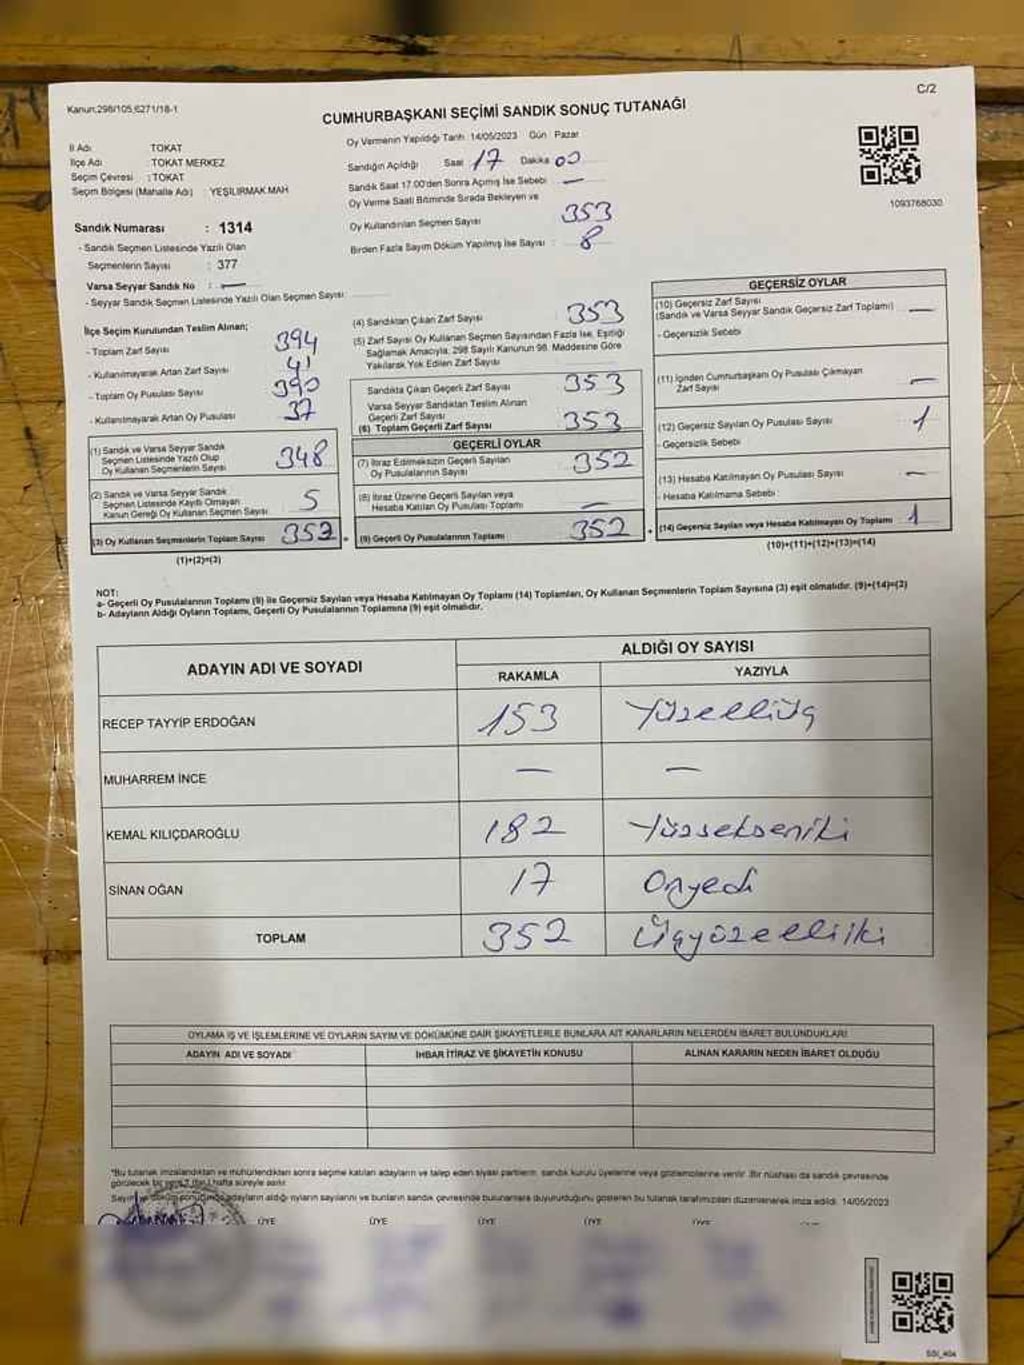 Kanun:298/105,6271/18-1
C/2
CUMHURBAŞKANI SEÇİMİ SANDIK SONUÇ TUTANAĞI
İl Adı TOKAT
İlçe Adı : TOKAT MERKEZ
Seçim Çevresi : TOKAT
Seçim Bölgesi (Mahalle Adı) : YEŞİLIRMAK MAH
Sandık Numarası : 1314
- Sandık Seçmen Listesinde Yazılı Olan
Seçmenlerin Sayısı : 377
Varsa Seyyar Sandık No : —
- Seyyar Sandık Seçmen Listesinde Yazılı Olan Seçmen Sayısı:
Oy Vermenin Yapıldığı Tarih 14/05/2023 Gün Pazar
Sandığın Açıldığı Saat 17 Dakika 00
Sandık Saat 17.00'den Sonra Açılmış İse Sebebi —
Oy Verme Saati Bitiminde Sırada Bekleyen ve
Oy Kullandırılan Seçmen Sayısı 353
Birden Fazla Sayım Döküm Yapılmış İse Sayısı : 8
1093768030
İlçe Seçim Kurulundan Teslim Alınan;
- Toplam Zarf Sayısı 394
- Kullanılmayarak Artan Zarf Sayısı 41
- Toplam Oy Pusulası Sayısı 390
- Kullanılmayarak Artan Oy Pusulası 37
(1) Sandık ve Varsa Seyyar Sandık
Seçmen Listesinde Yazılı Olup
Oy Kullanan Seçmenlerin Sayısı 348
(2) Sandık ve Varsa Seyyar Sandık
Seçmen Listesinde Kayıtlı Olmayan
Kanun Gereği Oy Kullanan Seçmen Sayısı 5
(3) Oy Kullanan Seçmenlerin Toplam Sayısı 353
(1)+(2)=(3)
(4) Sandıktan Çıkan Zarf Sayısı : 353
(5) Zarf Sayısı Oy Kullanan Seçmen Sayısından Fazla İse, Eşitliği
Sağlamak Amacıyla, 298 Sayılı Kanunun 98. Maddesine Göre
Yakılarak Yok Edilen Zarf Sayısı
Sandıkta Çıkan Geçerli Zarf Sayısı 353
Varsa Seyyar Sandıktan Teslim Alınan
Geçerli Zarf Sayısı
(6) Toplam Geçerli Zarf Sayısı 353
GEÇERLİ OYLAR
(7) İtiraz Edilmeksizin Geçerli Sayılan
Oy Pusulalarının Sayısı 352
(8) İtiraz Üzerine Geçerli Sayılan veya
Hesaba Katılan Oy Pusulası Toplamı —
(9) Geçerli Oy Pusulalarının Toplamı 352
GEÇERSİZ OYLAR
(10) Geçersiz Zarf Sayısı
(Sandık ve Varsa Seyyar Sandık Geçersiz Zarf Toplamı) —
- Geçersizlik Sebebi
(11) İçinden Cumhurbaşkanı Oy Pusulası Çıkmayan
Zarf Sayısı —
(12) Geçersiz Sayılan Oy Pusulası Sayısı 1
-Geçersizlik Sebebi
(13) Hesaba Katılmayan Oy Pusulası Sayısı —
- Hesaba Katılmama Sebebi :
(14) Geçersiz Sayılan veya Hesaba Katılmayan Oy Toplamı 1
(10)+(11)+(12)+(13)=(14)
NOT:
a- Geçerli Oy Pusulalarının Toplamı (9) ile Geçersiz Sayılan veya Hesaba Katılmayan Oy Toplamı (14) Toplamları, Oy Kullanan Seçmenlerin Toplam Sayısına (3) eşit olmalıdır. (9)+(14)=(3)
b- Adayların Aldığı Oyların Toplamı, Geçerli Oy Pusulalarının Toplamına (9) eşit olmalıdır.
ADAYIN ADI VE SOYADI
ALDIĞI OY SAYISI
RAKAMLA YAZIYLA
RECEP TAYYİP ERDOĞAN 153 Yüzelliüç
MUHARREM İNCE — —
KEMAL KILIÇDAROĞLU 182 Yüzsekseniki
SİNAN OĞAN 17 Onyedi
TOPLAM 352 Üçyüzelliiki
OYLAMA İŞ VE İŞLEMLERİNE VE OYLARIN SAYIM VE DÖKÜMÜNE DAİR ŞİKAYETLERLE BUNLARA AİT KARARLARIN NELERDEN İBARET BULUNDUKLARI
ADAYIN ADI VE SOYADI İHBAR İTİRAZ VE ŞİKAYETİN KONUSU ALINAN KARARIN NEDEN İBARET OLDUĞU
*Bu tutanak imzalandıktan ve mühürlendikten sonra seçime katılan adayların ve talep eden siyasi partilerin, sandık kurulu üyelerine veya gözlemcilerine verilir. Bir nüshası da sandık çevresinde
görülecek bir yere 7 (bir) hafta süreyle asılır.
Sayım ve döküm sonucunda adayların aldığı oyların sayılarını ve bunların sandık çevresinde bulunanlara duyurulduğunu gösteren bu tutanak tarafımızdan düzenlenerek imza edildi. 14/05/2023
ÜYE ÜYE ÜYE ÜYE ÜYE ÜYE